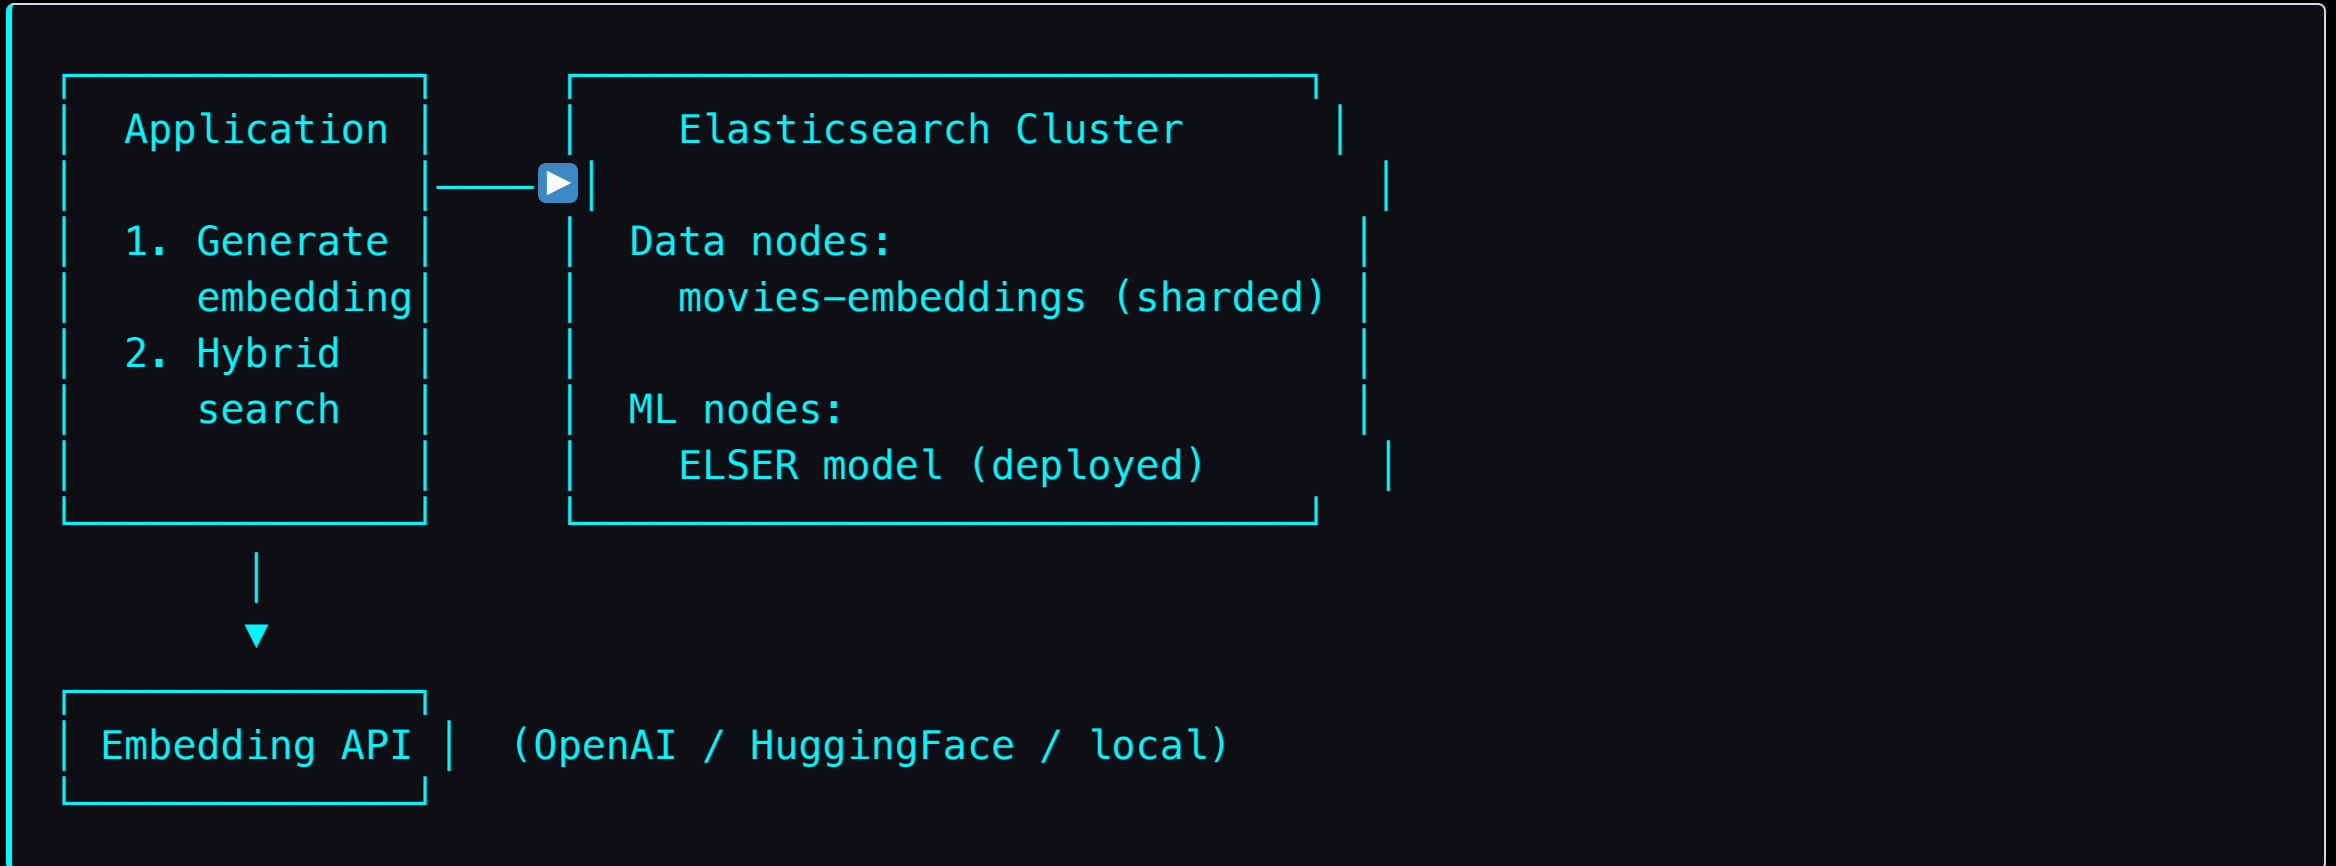 Application
Elasticsearch Cluster
1. Generate
Data nodes:
embedding
movies-embeddings (sharded)
2. Hybrid
search
ML nodes:
ELSER model (deployed)
Embedding API
(OpenAI / HuggingFace / local)